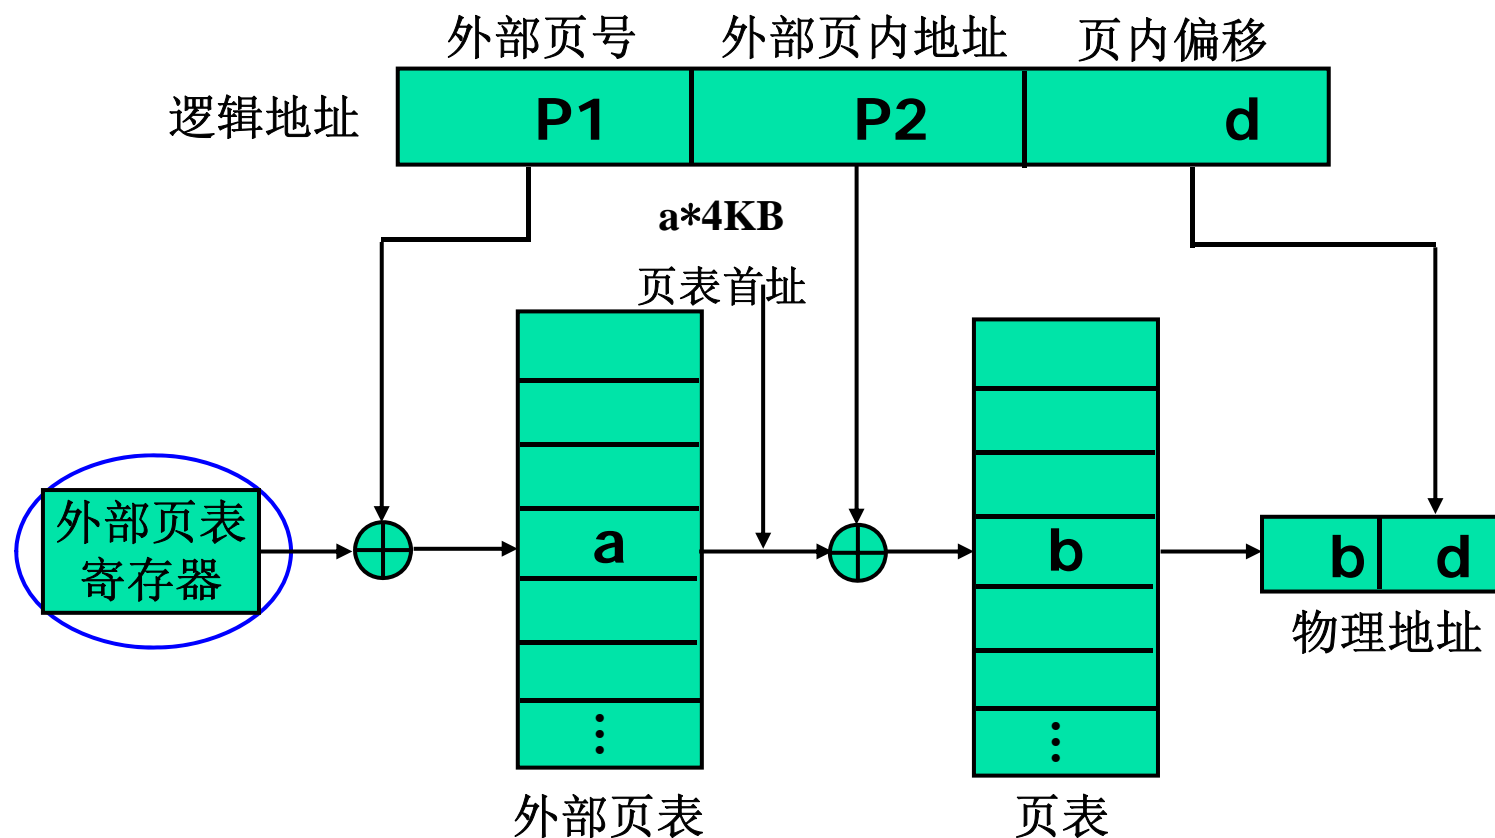 外部页号 外部页内地址 页内偏移
逻辑地址 P1 P2 d
a*4KB
页表首址
外部页表
寄存器
a
b
b d
物理地址
⋮
⋮
外部页表
页表